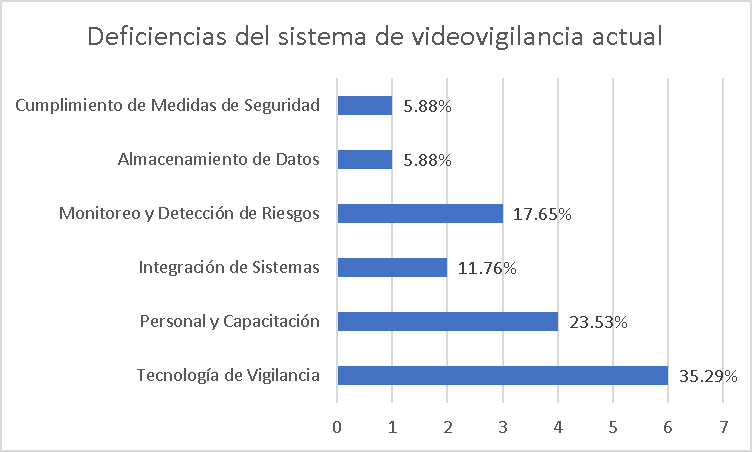 Deficiencias del sistema de videovigilancia actual
Cumplimiento de Medidas de Seguridad 5.88%
Almacenamiento de Datos 5.88%
Monitoreo y Detección de Riesgos 17.65%
Integración de Sistemas 11.76%
Personal y Capacitación 23.53%
Tecnología de Vigilancia 35.29%
0 1 2 3 4 5 6 7